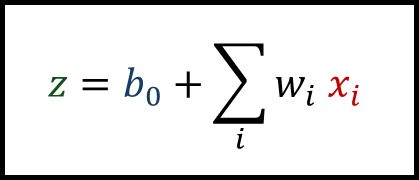 z = b₀ + ∑ᵢ wᵢ xᵢ